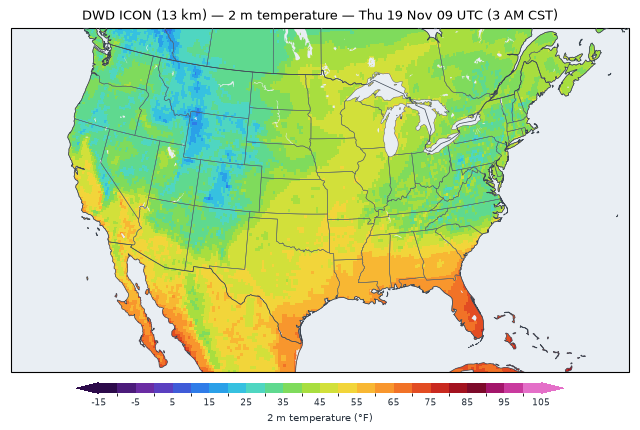 DWD ICON (13 km) — 2 m temperature — Thu 19 Nov 09 UTC (3 AM CST)
-15 -5 5 15 25 35 45 55 65 75 85 95 105
2 m temperature (°F)